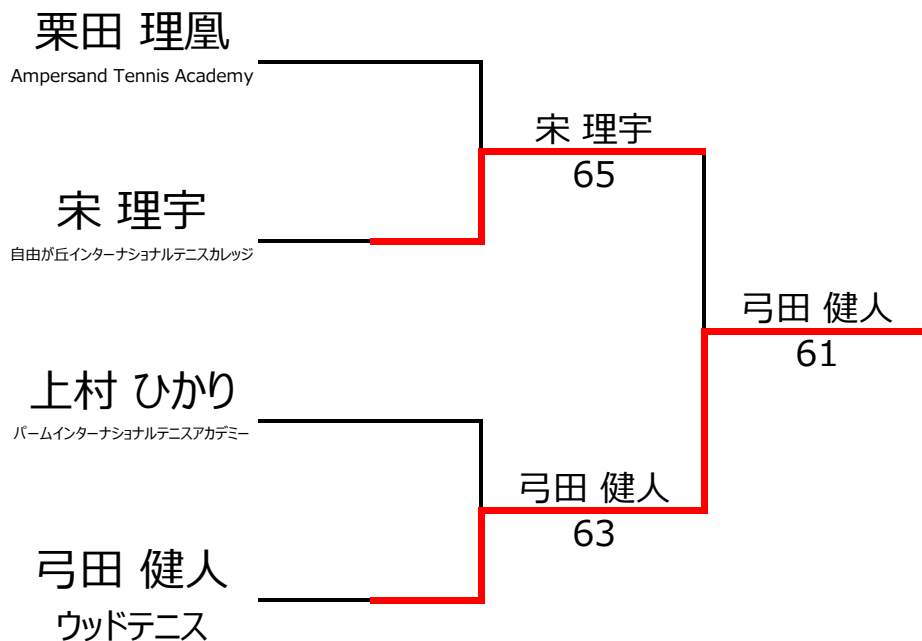 栗田 理凰
Ampersand Tennis Academy
宋 理宇
65
宋 理宇
自由が丘インターナショナルテニスカレッジ
弓田 健人
61
上村 ひかり
パームインターナショナルテニスアカデミー
弓田 健人
63
弓田 健人
ウッドテニス